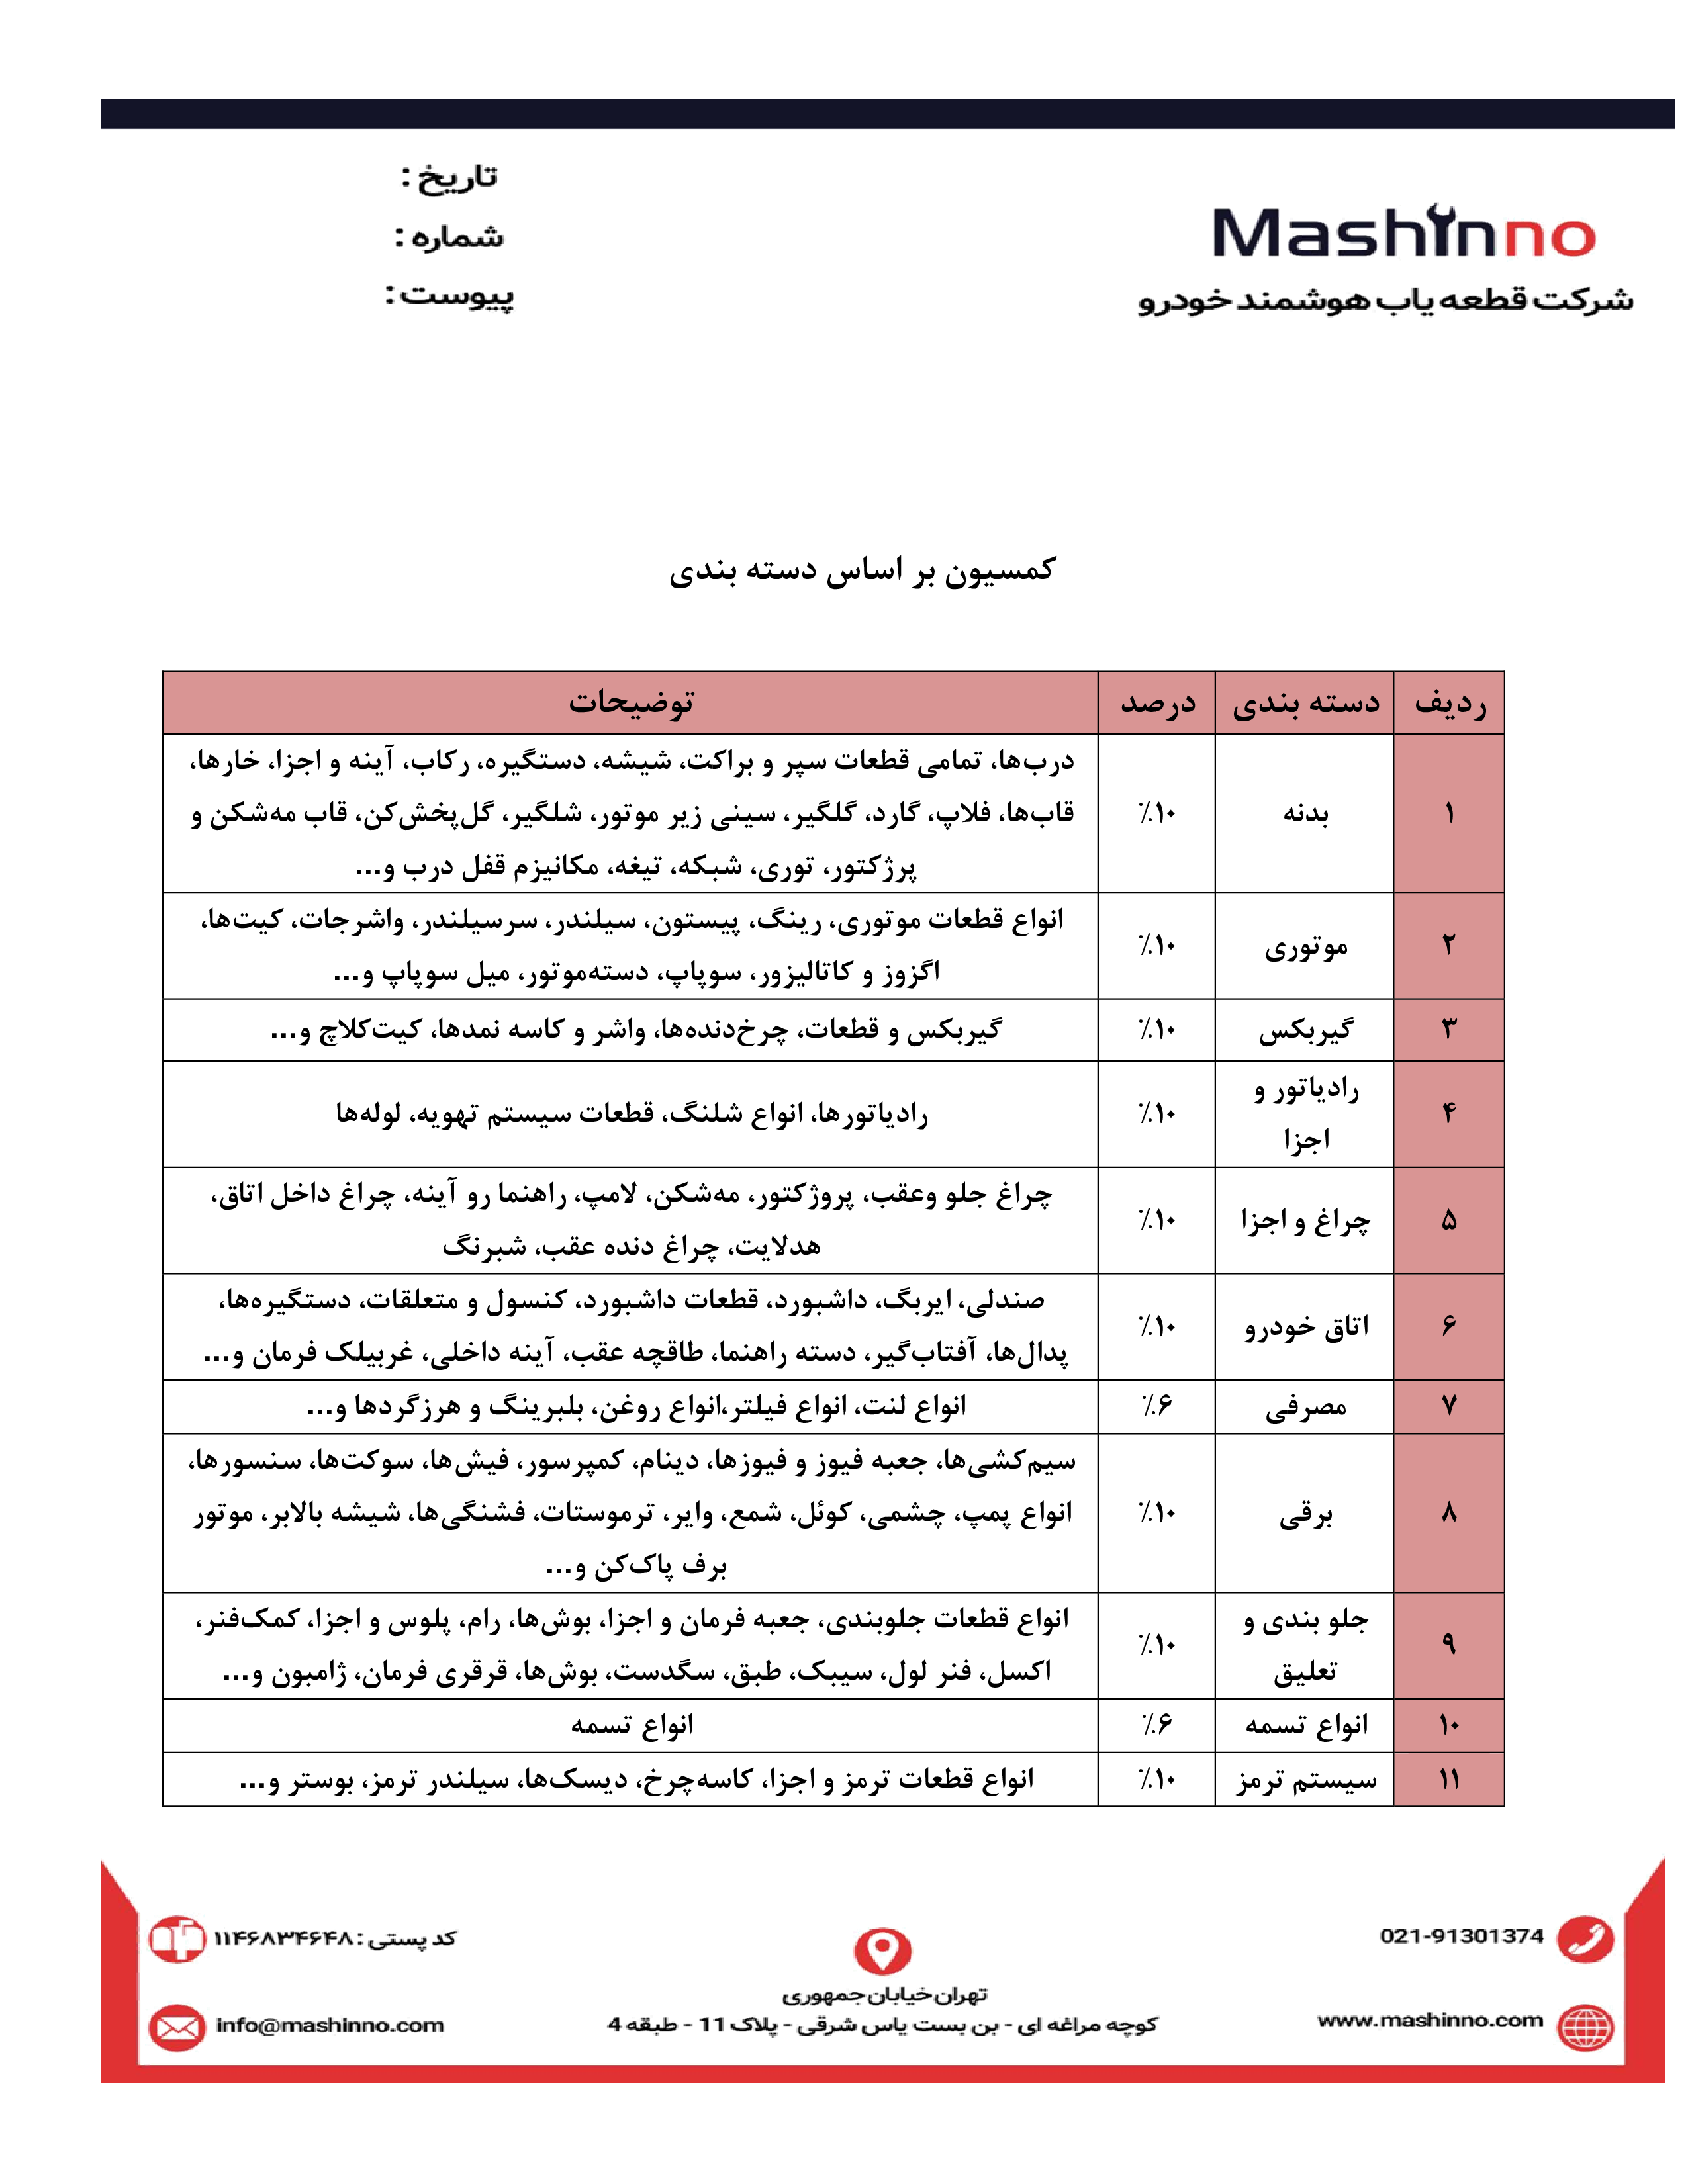 تاریخ :
شماره :
پیوست :
Mashinno
شرکت قطعه یاب هوشمند خودرو
کمسیون بر اساس دسته بندی
ردیف دسته بندی درصد توضیحات
۱ بدنه ۱۰٪ درب‌ها، تمامی قطعات سپر و براکت، شیشه، دستگیره، رکاب، آینه و اجزا، خارها،
قاب‌ها، فلاپ، گارد، گلگیر، سینی زیر موتور، شلگیر، گل‌پخش‌کن، قاب مه‌شکن و
پرژکتور، توری، شبکه، تیغه، مکانیزم قفل درب و...
۲ موتوری ۱۰٪ انواع قطعات موتوری، رینگ، پیستون، سیلندر، سرسیلندر، واشرجات، کیت‌ها،
اگزوز و کاتالیزور، سوپاپ، دسته‌موتور، میل سوپاپ و...
۳ گیربکس ۱۰٪ گیربکس و قطعات، چرخ‌دنده‌ها، واشر و کاسه نمدها، کیت‌کلاچ و...
۴ رادیاتور و
اجزا ۱۰٪ رادیاتورها، انواع شلنگ، قطعات سیستم تهویه، لوله‌ها
۵ چراغ و اجزا ۱۰٪ چراغ جلو وعقب، پروژکتور، مه‌شکن، لامپ، راهنما رو آینه، چراغ داخل اتاق،
هدلایت، چراغ دنده عقب، شبرنگ
۶ اتاق خودرو ۱۰٪ صندلی، ایربگ، داشبورد، قطعات داشبورد، کنسول و متعلقات، دستگیره‌ها،
پدال‌ها، آفتاب‌گیر، دسته راهنما، طاقچه عقب، آینه داخلی، غربیلک فرمان و...
۷ مصرفی ۶٪ انواع لنت، انواع فیلتر،انواع روغن، بلبرینگ و هرزگردها و...
۸ برقی ۱۰٪ سیم‌کشی‌ها، جعبه فیوز و فیوزها، دینام، کمپرسور، فیش‌ها، سوکت‌ها، سنسورها،
انواع پمپ، چشمی، کوئل، شمع، وایر، ترموستات، فشنگی‌ها، شیشه بالابر، موتور
برف پاک‌کن و...
۹ جلو بندی و
تعلیق ۱۰٪ انواع قطعات جلوبندی، جعبه فرمان و اجزا، بوش‌ها، رام، پلوس و اجزا، کمک‌فنر،
اکسل، فنر لول، سیبک، طبق، سگدست، بوش‌ها، قرقری فرمان، ژامبون و...
۱۰ انواع تسمه ۶٪ انواع تسمه
۱۱ سیستم ترمز ۱۰٪ انواع قطعات ترمز و اجزا، کاسه‌چرخ، دیسک‌ها، سیلندر ترمز، بوستر و...
021-91301374
www.mashinno.com
تهران خیابان جمهوری
کوچه مراغه ای - بن بست یاس شرقی - پلاک 11 - طبقه 4
کد پستی : ۱۱۴۶۸۳۴۶۴۸
info@mashinno.com